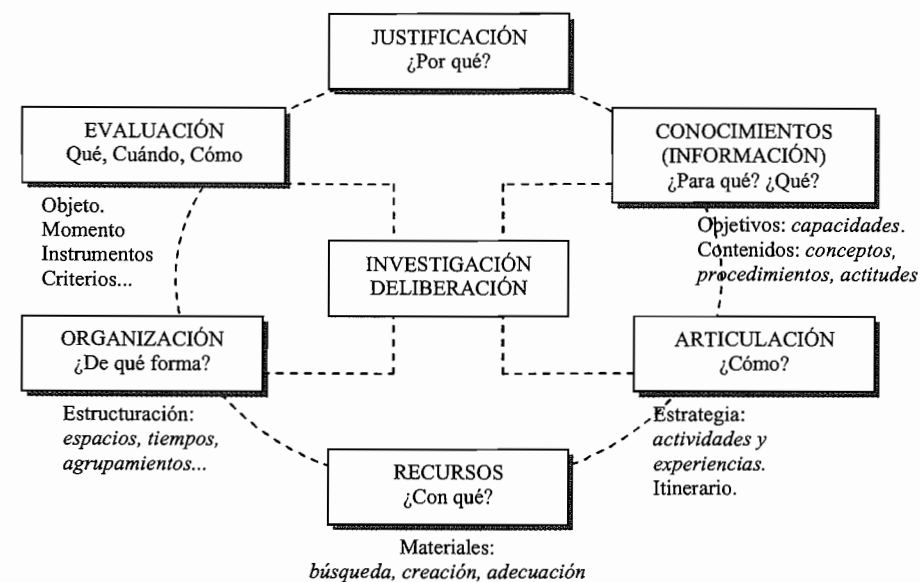 JUSTIFICACIÓN
¿Por qué?
EVALUACIÓN
Qué, Cuándo, Cómo
Objeto.
Momento
Instrumentos
Criterios...
CONOCIMIENTOS
(INFORMACIÓN)
¿Para qué? ¿Qué?
Objetivos: capacidades.
Contenidos: conceptos,
procedimientos, actitudes
INVESTIGACIÓN
DELIBERACIÓN
ORGANIZACIÓN
¿De qué forma?
Estructuración:
espacios, tiempos,
agrupamientos...
ARTICULACIÓN
¿Cómo?
Estrategia:
actividades y
experiencias.
Itinerario.
RECURSOS
¿Con qué?
Materiales:
búsqueda, creación, adecuación